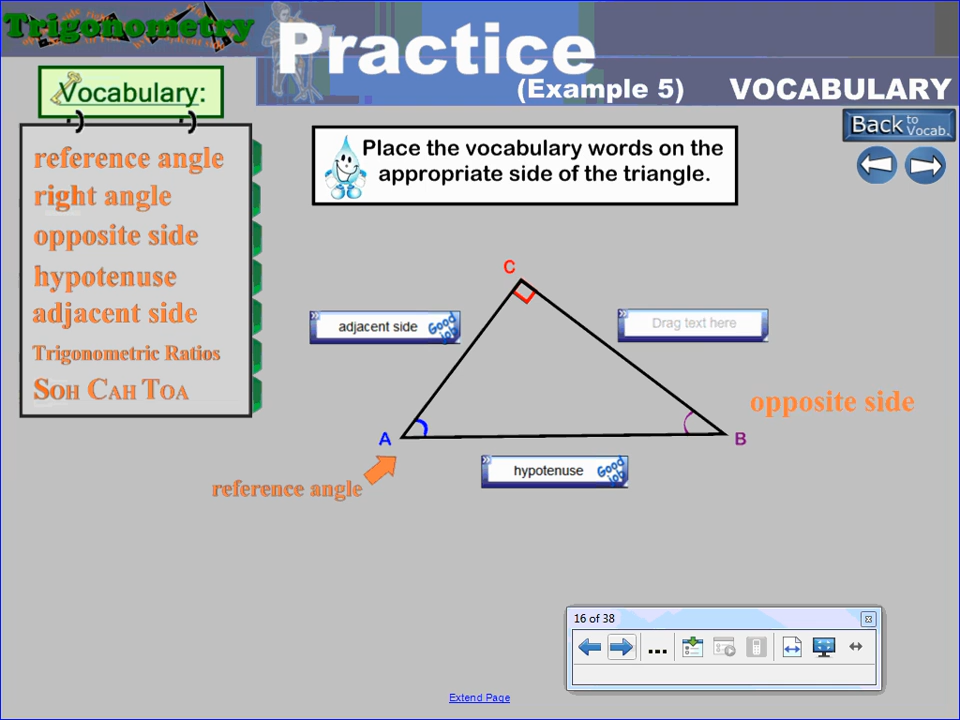 Trigonometry
Practice
(Example 5) VOCABULARY
Vocabulary:
Back to Vocab.
reference angle
right angle
opposite side
hypotenuse
adjacent side
Trigonometric Ratios
SOH CAH TOA
Place the vocabulary words on the
appropriate side of the triangle.
C
adjacent side Good Job
Drag text here
opposite side
A
B
hypotenuse Good Job
reference angle
16 of 38
...
Extend Page